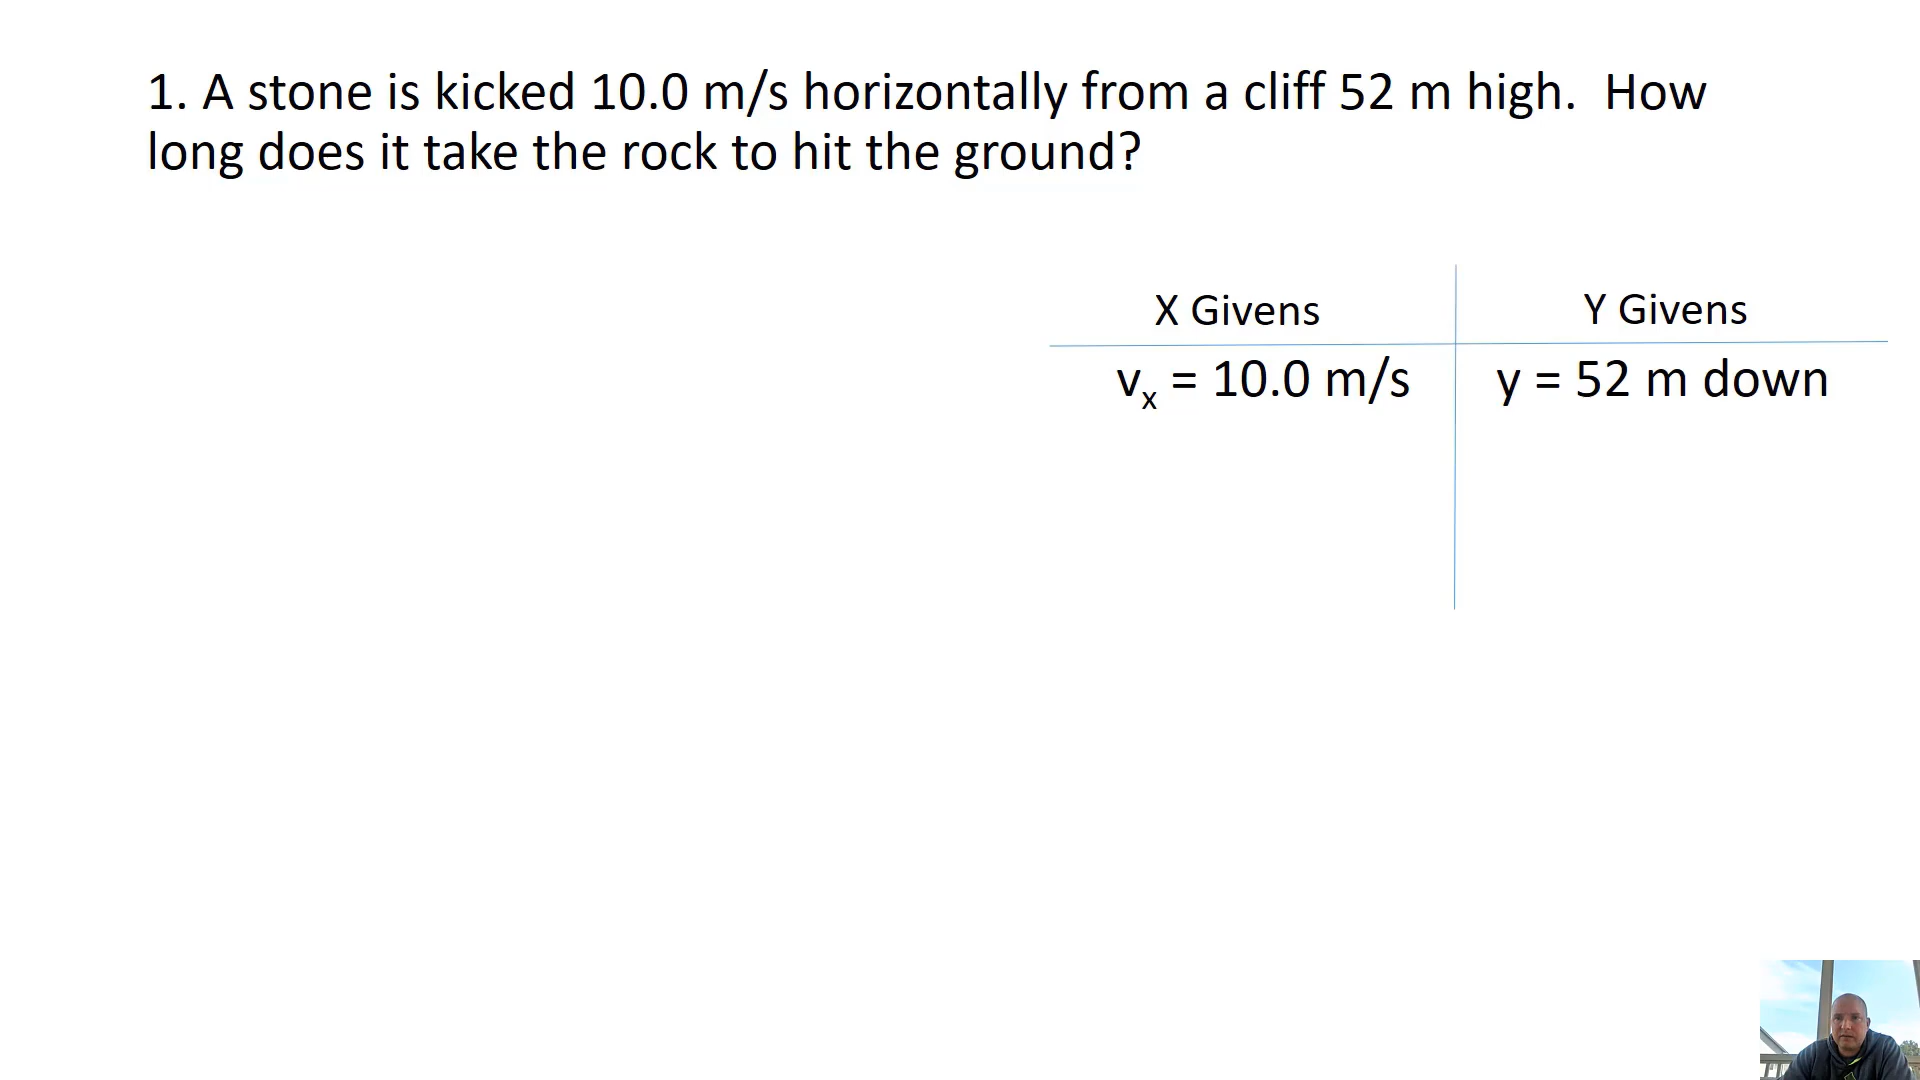 1. A stone is kicked 10.0 m/s horizontally from a cliff 52 m high.  How
long does it take the rock to hit the ground?
X Givens
Y Givens
vₓ = 10.0 m/s
y = 52 m down